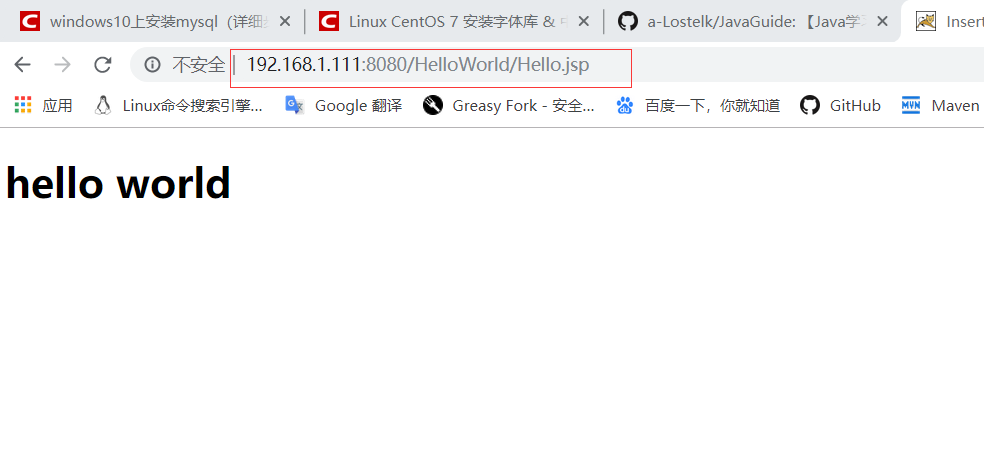 windows10上安装mysql（详细
Linux CentOS 7 安装字体库 &
a-Lostelk/JavaGuide: 【Java学
Insert
不安全 192.168.1.111:8080/HelloWorld/Hello.jsp
应用 Linux命令搜索引擎... Google 翻译 Greasy Fork - 安全... 百度一下，你就知道 GitHub Maven
hello world